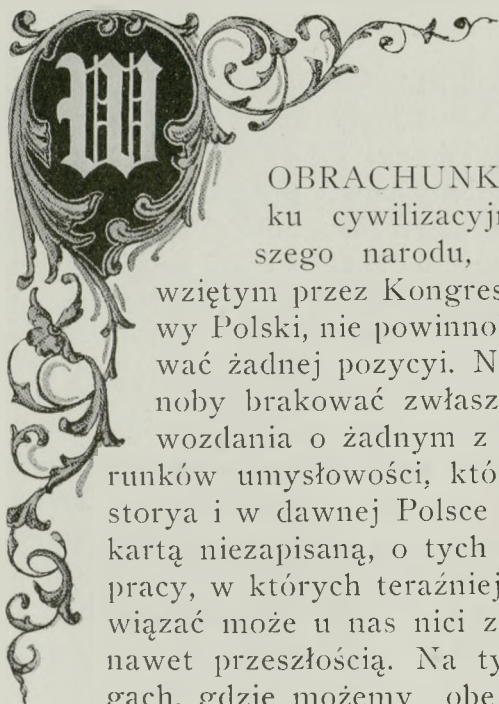 W
OBRACHUNK
ku cywilizacyj
szego narodu,
wziętym przez Kongres
wy Polski, nie powinno
wać żadnej pozycyi. N
noby brakować zwłasz
wozdania o żadnym z
runków umysłowości, któ
storya i w dawnej Polsce
kartą niezapisaną, o tych
pracy, w których teraźniej
wiązać może u nas nici z
nawet przeszłością. Na ty
gach, gdzie możemy obe